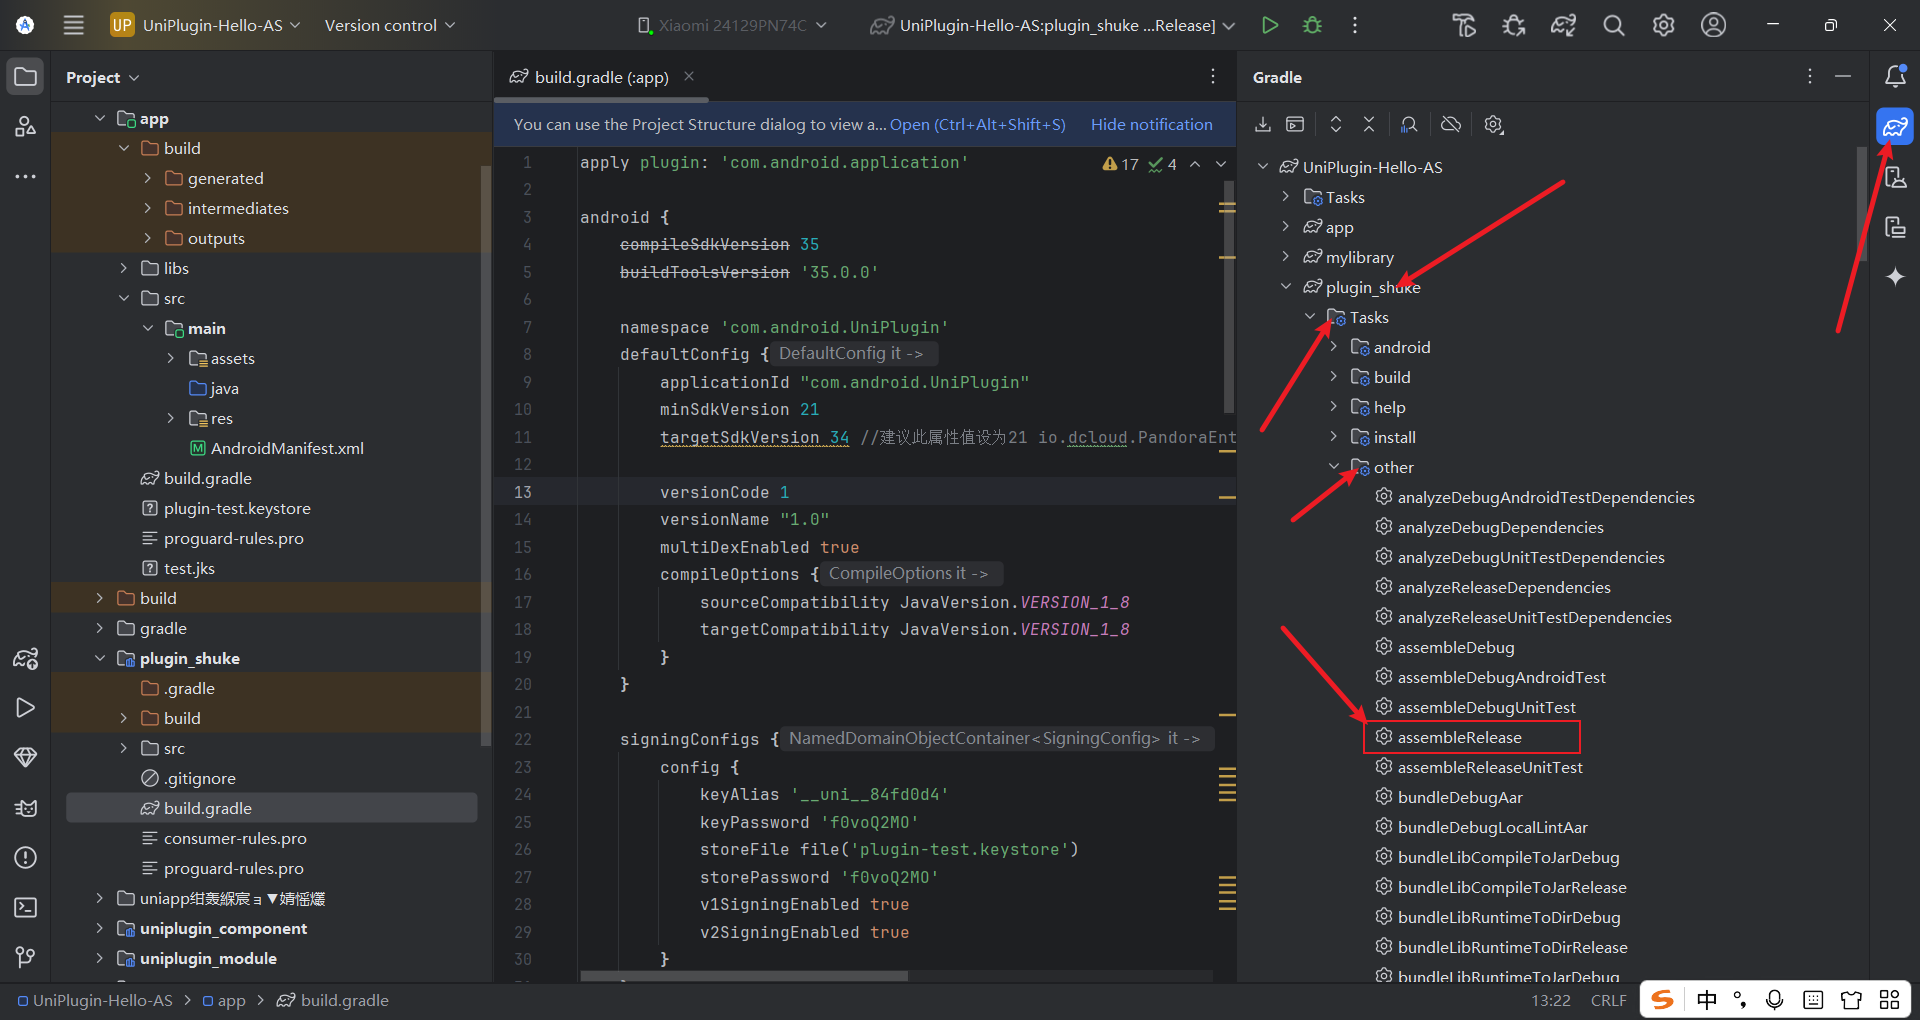 UP UniPlugin-Hello-AS Version control Xiaomi 24129PN74C UniPlugin-Hello-AS:plugin_shuke ...Release]
Project
app
build
generated
intermediates
outputs
libs
src
main
assets
java
res
AndroidManifest.xml
build.gradle
plugin-test.keystore
proguard-rules.pro
test.jks
build
gradle
plugin_shuke
.gradle
build
src
.gitignore
build.gradle
consumer-rules.pro
proguard-rules.pro
uniplugin_component
uniplugin_module
build.gradle (:app)
You can use the Project Structure dialog to view a... Open (Ctrl+Alt+Shift+S) Hide notification
17 4
1 apply plugin: 'com.android.application'
2
3 android {
4 compileSdkVersion 35
5 buildToolsVersion '35.0.0'
6
7 namespace 'com.android.UniPlugin'
8 defaultConfig { DefaultConfig it ->
9 applicationId "com.android.UniPlugin"
10 minSdkVersion 21
11 targetSdkVersion 34 //建议此属性值设为21 io.dcloud.PandoraEnt
12
13 versionCode 1
14 versionName "1.0"
15 multiDexEnabled true
16 compileOptions { CompileOptions it ->
17 sourceCompatibility JavaVersion.VERSION_1_8
18 targetCompatibility JavaVersion.VERSION_1_8
19 }
20 }
21
22 signingConfigs { NamedDomainObjectContainer<SigningConfig> it ->
23 config {
24 keyAlias '__uni__84fd0d4'
25 keyPassword 'f0voQ2MO'
26 storeFile file('plugin-test.keystore')
27 storePassword 'f0voQ2MO'
28 v1SigningEnabled true
29 v2SigningEnabled true
30 }
Gradle
UniPlugin-Hello-AS
Tasks
app
mylibrary
plugin_shuke
Tasks
android
build
help
install
other
analyzeDebugAndroidTestDependencies
analyzeDebugDependencies
analyzeDebugUnitTestDependencies
analyzeReleaseDependencies
analyzeReleaseUnitTestDependencies
assembleDebug
assembleDebugAndroidTest
assembleDebugUnitTest
assembleRelease
assembleReleaseUnitTest
bundleDebugAar
bundleDebugLocalLintAar
bundleLibCompileToJarDebug
bundleLibCompileToJarRelease
bundleLibRuntimeToDirDebug
bundleLibRuntimeToDirRelease
bundleLibRuntimeToJarDebug
UniPlugin-Hello-AS > app > build.gradle
13:22 CRLF
中